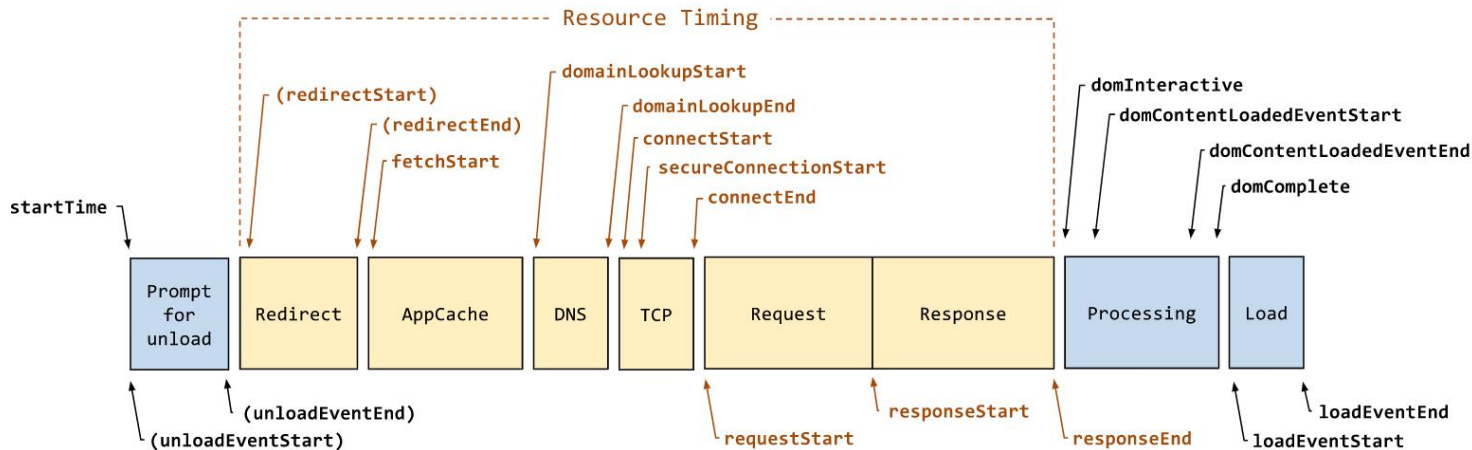 Resource Timing
domainLookupStart
(redirectStart)
domainLookupEnd
(redirectEnd)
connectStart
fetchStart
secureConnectionStart
connectEnd
domInteractive
domContentLoadedEventStart
domContentLoadedEventEnd
domComplete
startTime
Prompt
for
unload
Redirect
AppCache
DNS
TCP
Request
Response
Processing
Load
(unloadEventEnd)
(unloadEventStart)
requestStart
responseStart
responseEnd
loadEventEnd
loadEventStart